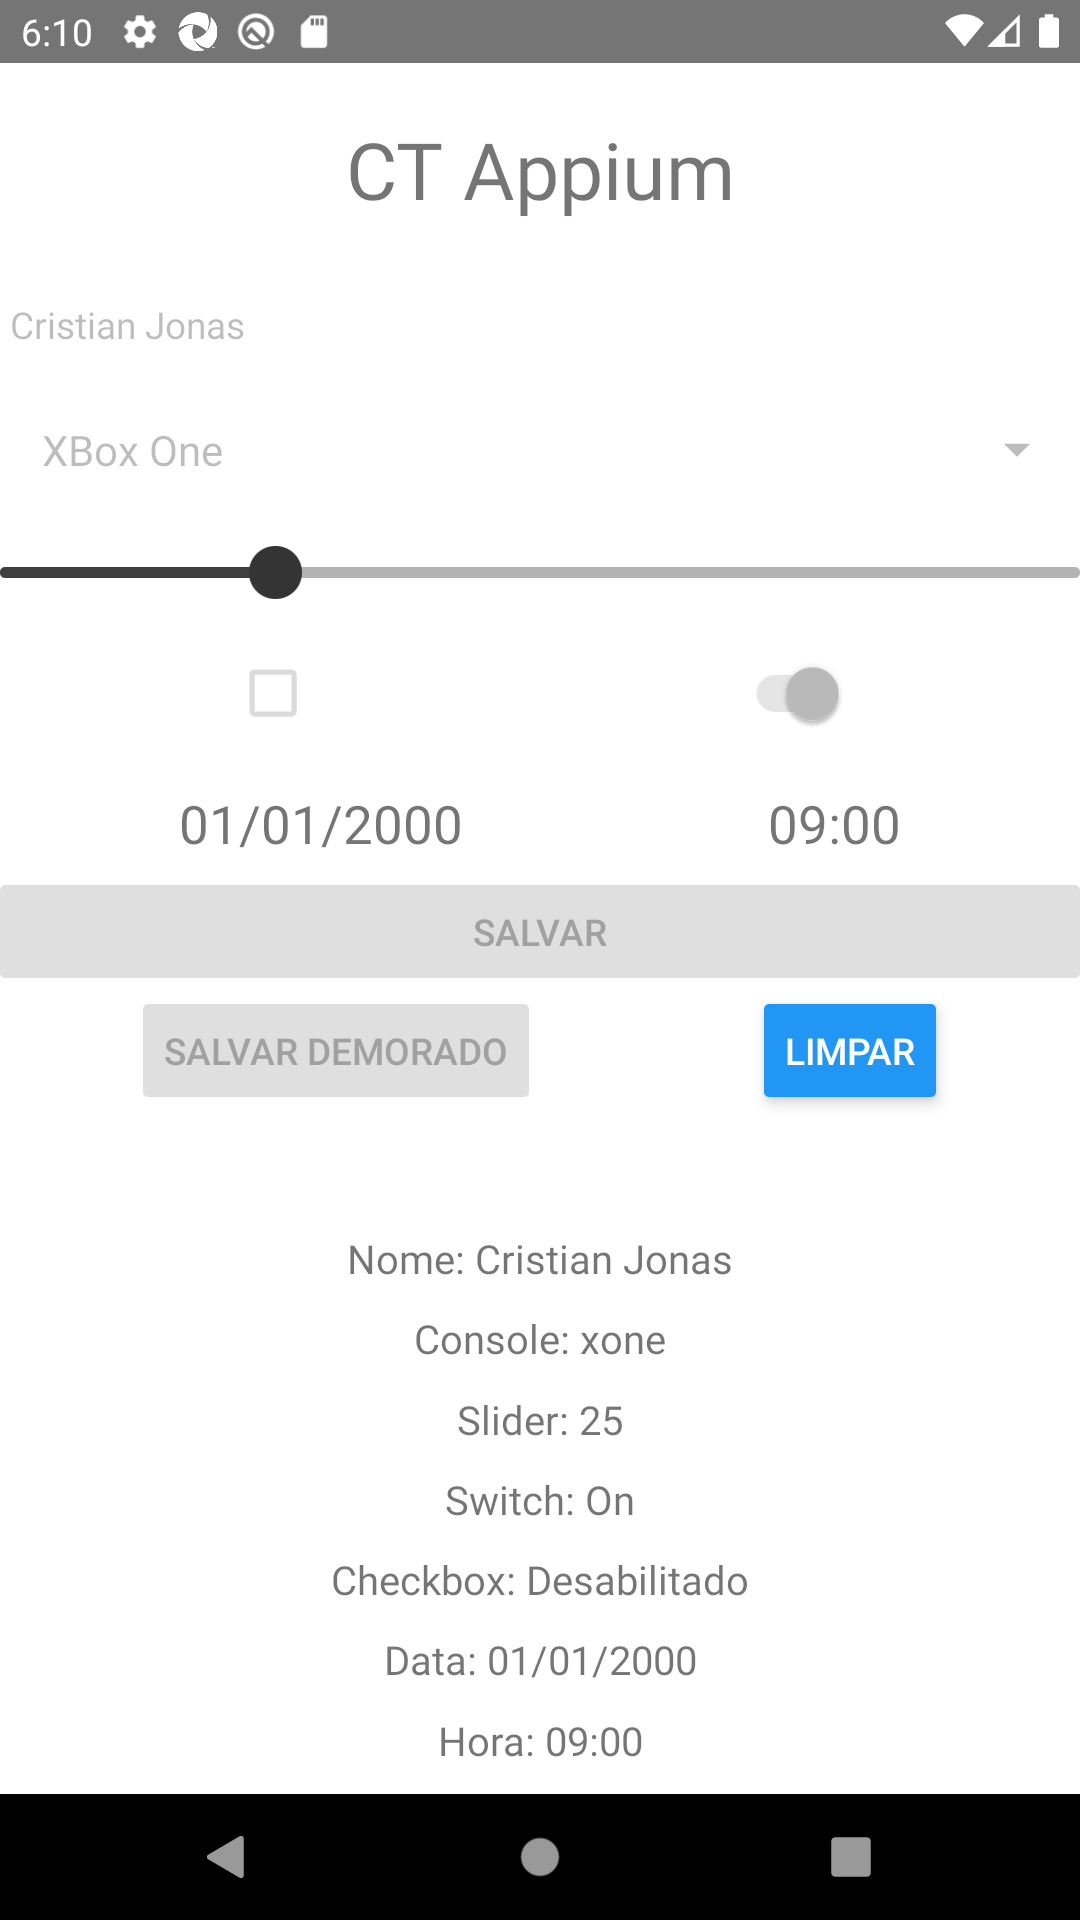 6:10
CT Appium
Cristian Jonas
XBox One
01/01/2000 09:00
SALVAR
SALVAR DEMORADO LIMPAR
Nome: Cristian Jonas
Console: xone
Slider: 25
Switch: On
Checkbox: Desabilitado
Data: 01/01/2000
Hora: 09:00